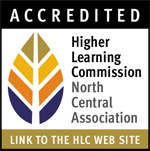 ACCREDITED
Higher
Learning
Commission
North
Central
Association
LINK TO THE HLC WEB SITE